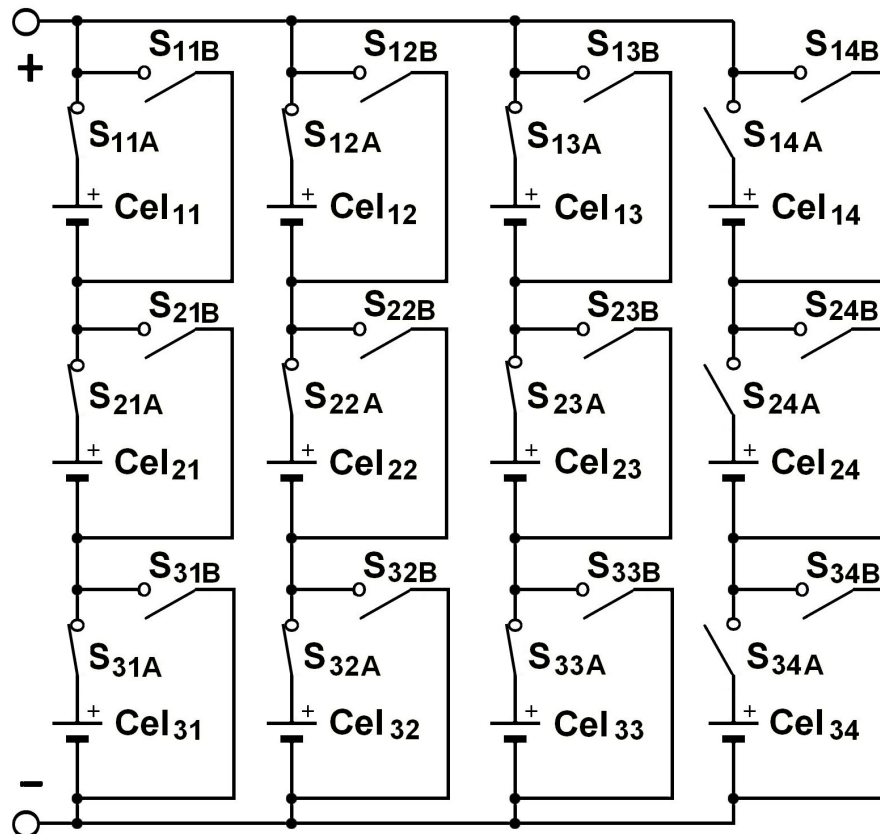 S11B S12B S13B S14B
+
S11A S12A S13A S14A
+ + + +
Cel11 Cel12 Cel13 Cel14
S21B S22B S23B S24B
S21A S22A S23A S24A
+ + + +
Cel21 Cel22 Cel23 Cel24
S31B S32B S33B S34B
S31A S32A S33A S34A
+ + + +
Cel31 Cel32 Cel33 Cel34
−